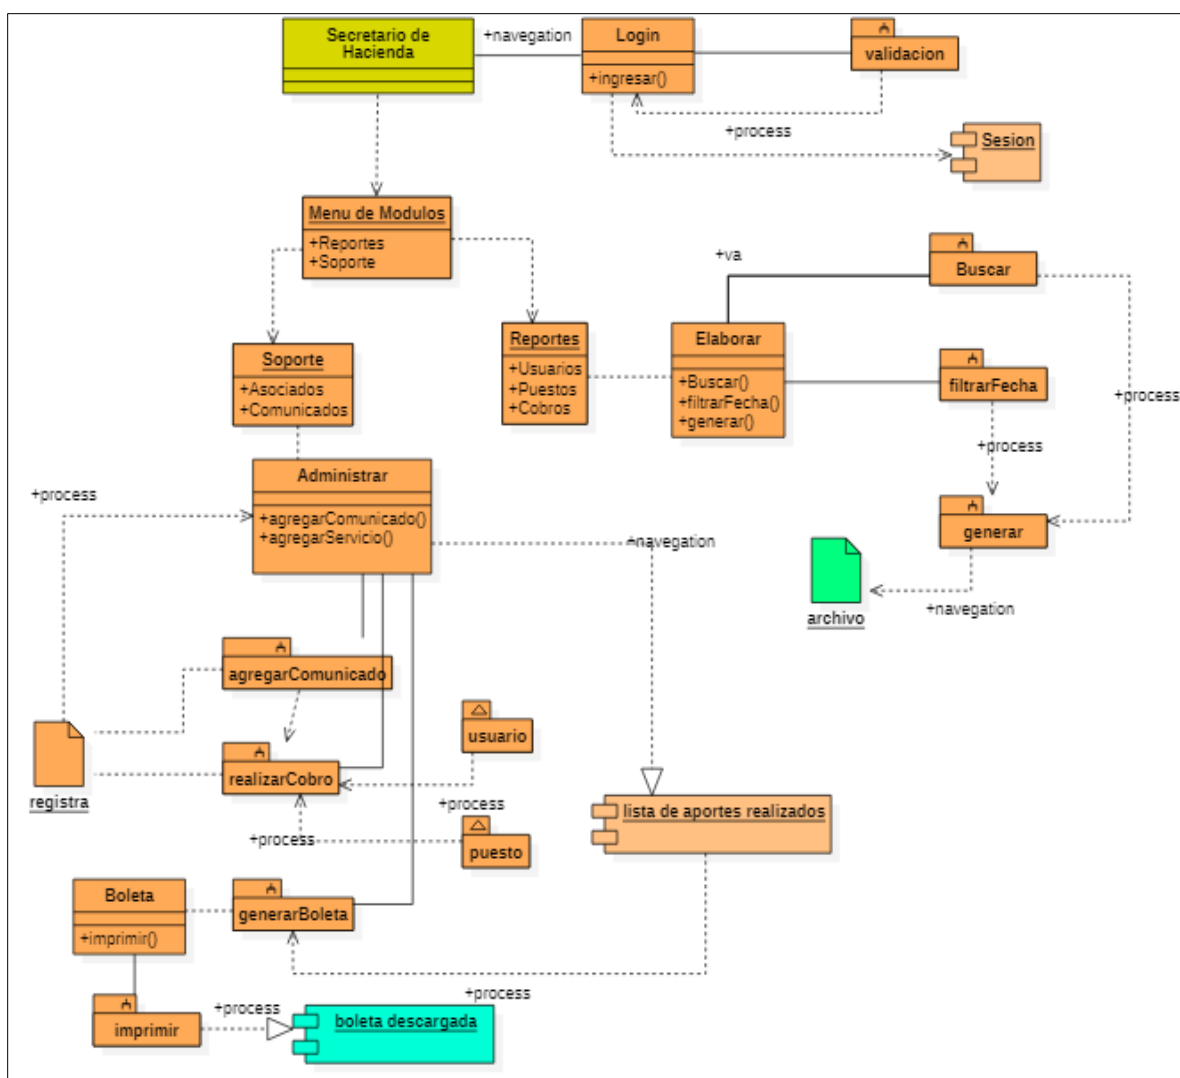 Secretario de
Hacienda
+navegation
Login
+ingresar()
validacion
+process
Sesion
Menu de Modulos
+Reportes
+Soporte
+va
Buscar
Soporte
+Asociados
+Comunicados
Reportes
+Usuarios
+Puestos
+Cobros
Elaborar
+Buscar()
+filtrarFecha()
+generar()
filtrarFecha
+process
+process
generar
+navegation
archivo
+process
Administrar
+agregarComunicado()
+agregarServicio()
+navegation
agregarComunicado
usuario
registra
realizarCobro
+process
+process
puesto
lista de aportes realizados
Boleta
+imprimir()
generarBoleta
+process
imprimir
+process
boleta descargada